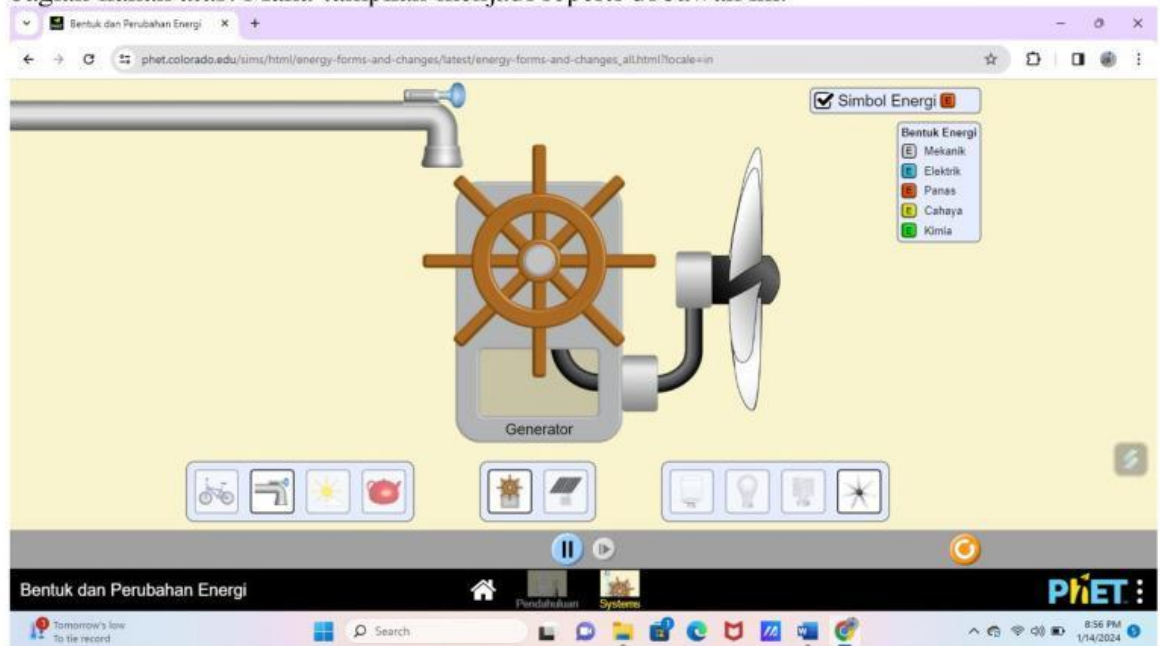 Bentuk dan Perubahan Energi
phet.colorado.edu/sims/html/energy-forms-and-changes/latest/energy-forms-and-changes_all.html?locale=in
Simbol Energi E
Bentuk Energi
E Mekanik
E Elektrik
E Panas
E Cahaya
E Kimia
Generator
Bentuk dan Perubahan Energi
Pendahuluan
Systems
PhET
Tomorrow's low
To tie record
Search
8:56 PM
1/14/2024